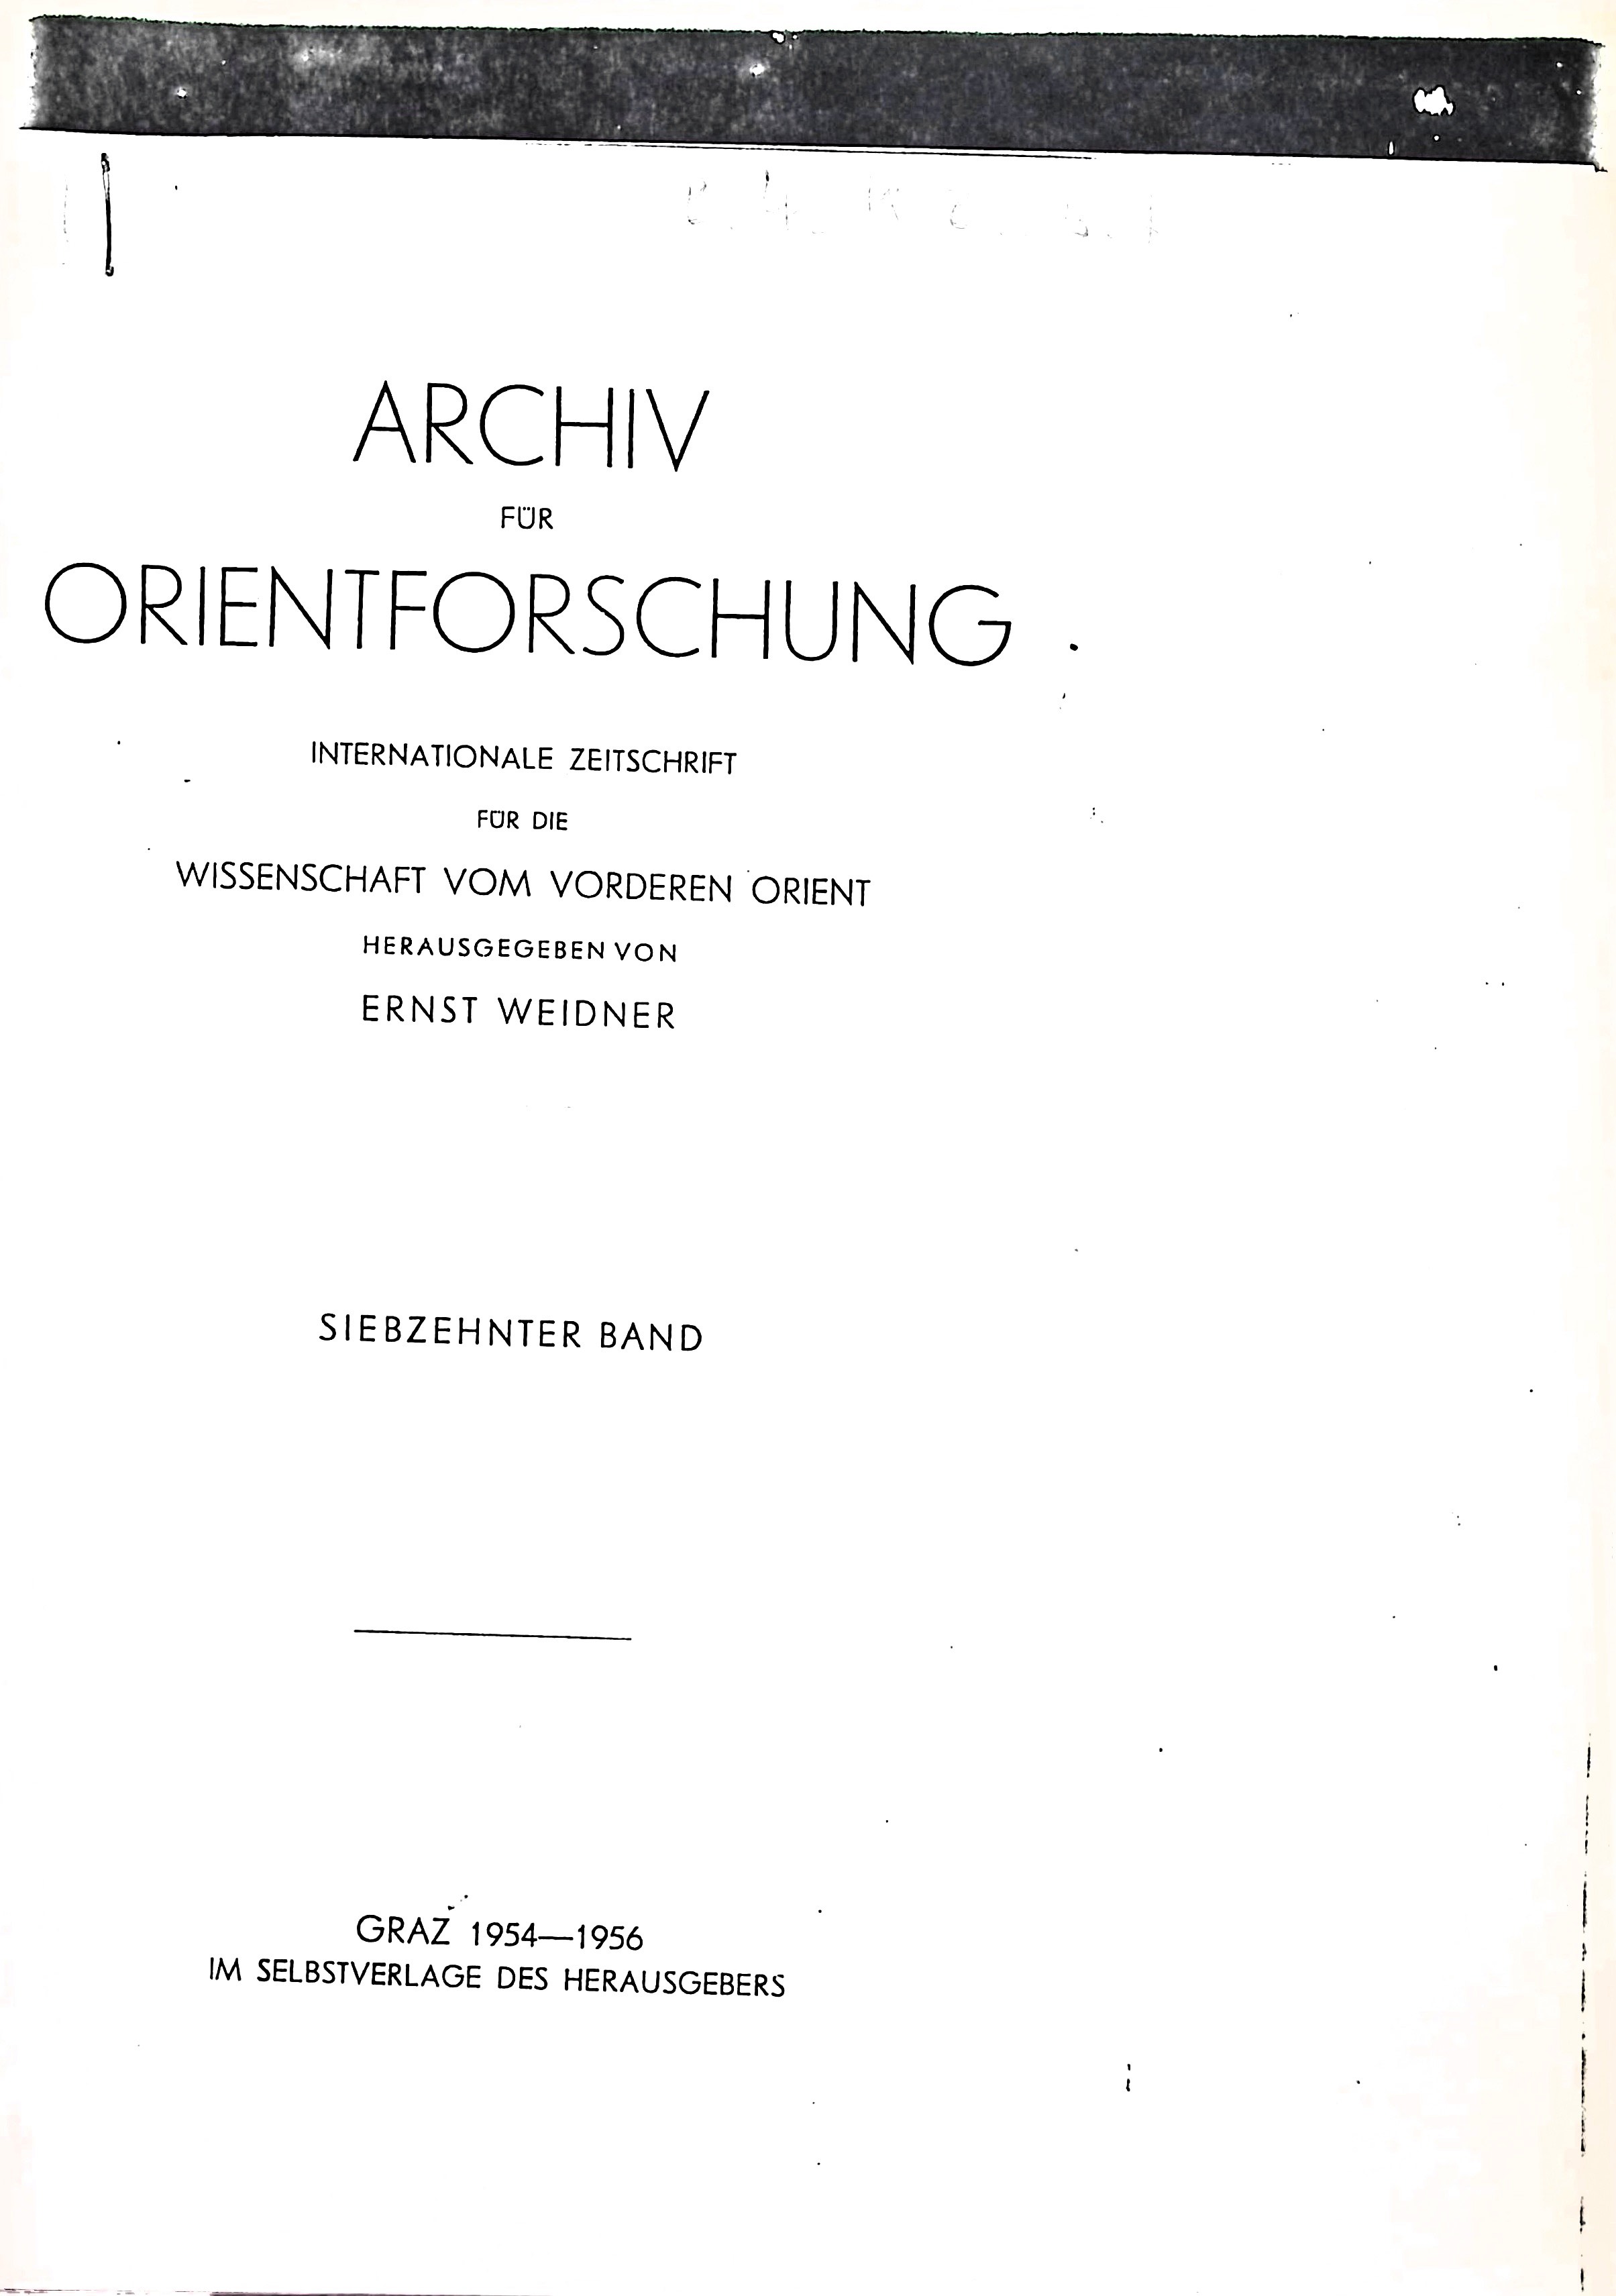 ARCHIV
FÜR
ORIENTFORSCHUNG
INTERNATIONALE ZEITSCHRIFT
FÜR DIE
WISSENSCHAFT VOM VORDEREN ORIENT
HERAUSGEGEBEN VON
ERNST WEIDNER
SIEBZEHNTER BAND
GRAZ 1954—1956
IM SELBSTVERLAGE DES HERAUSGEBERS